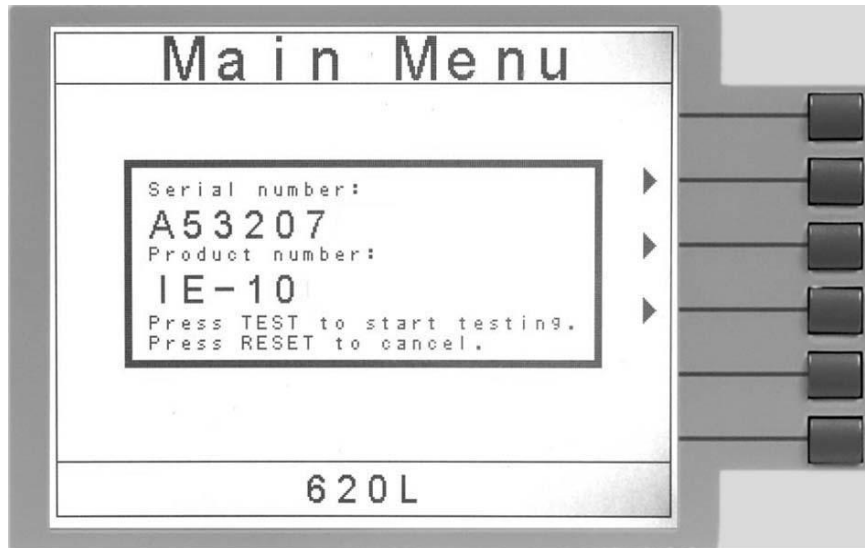 Main Menu
Serial number:
A53207
Product number:
IE-10
Press TEST to start testing.
Press RESET to cancel.
620L